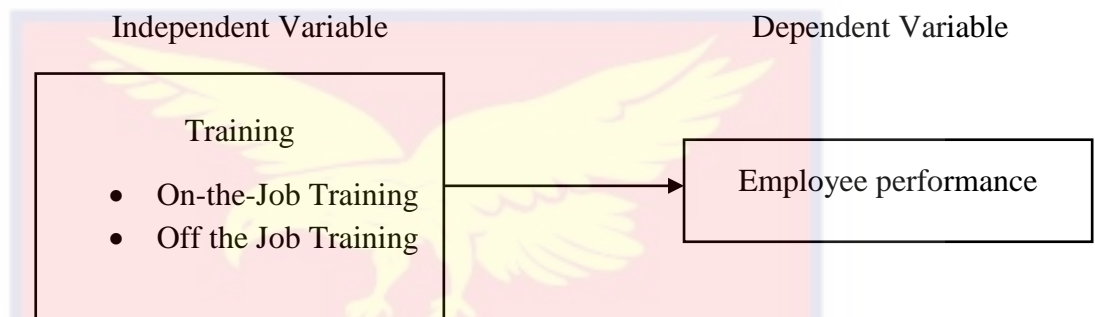 Independent Variable Dependent Variable
Training
• On-the-Job Training
• Off the Job Training
Employee performance